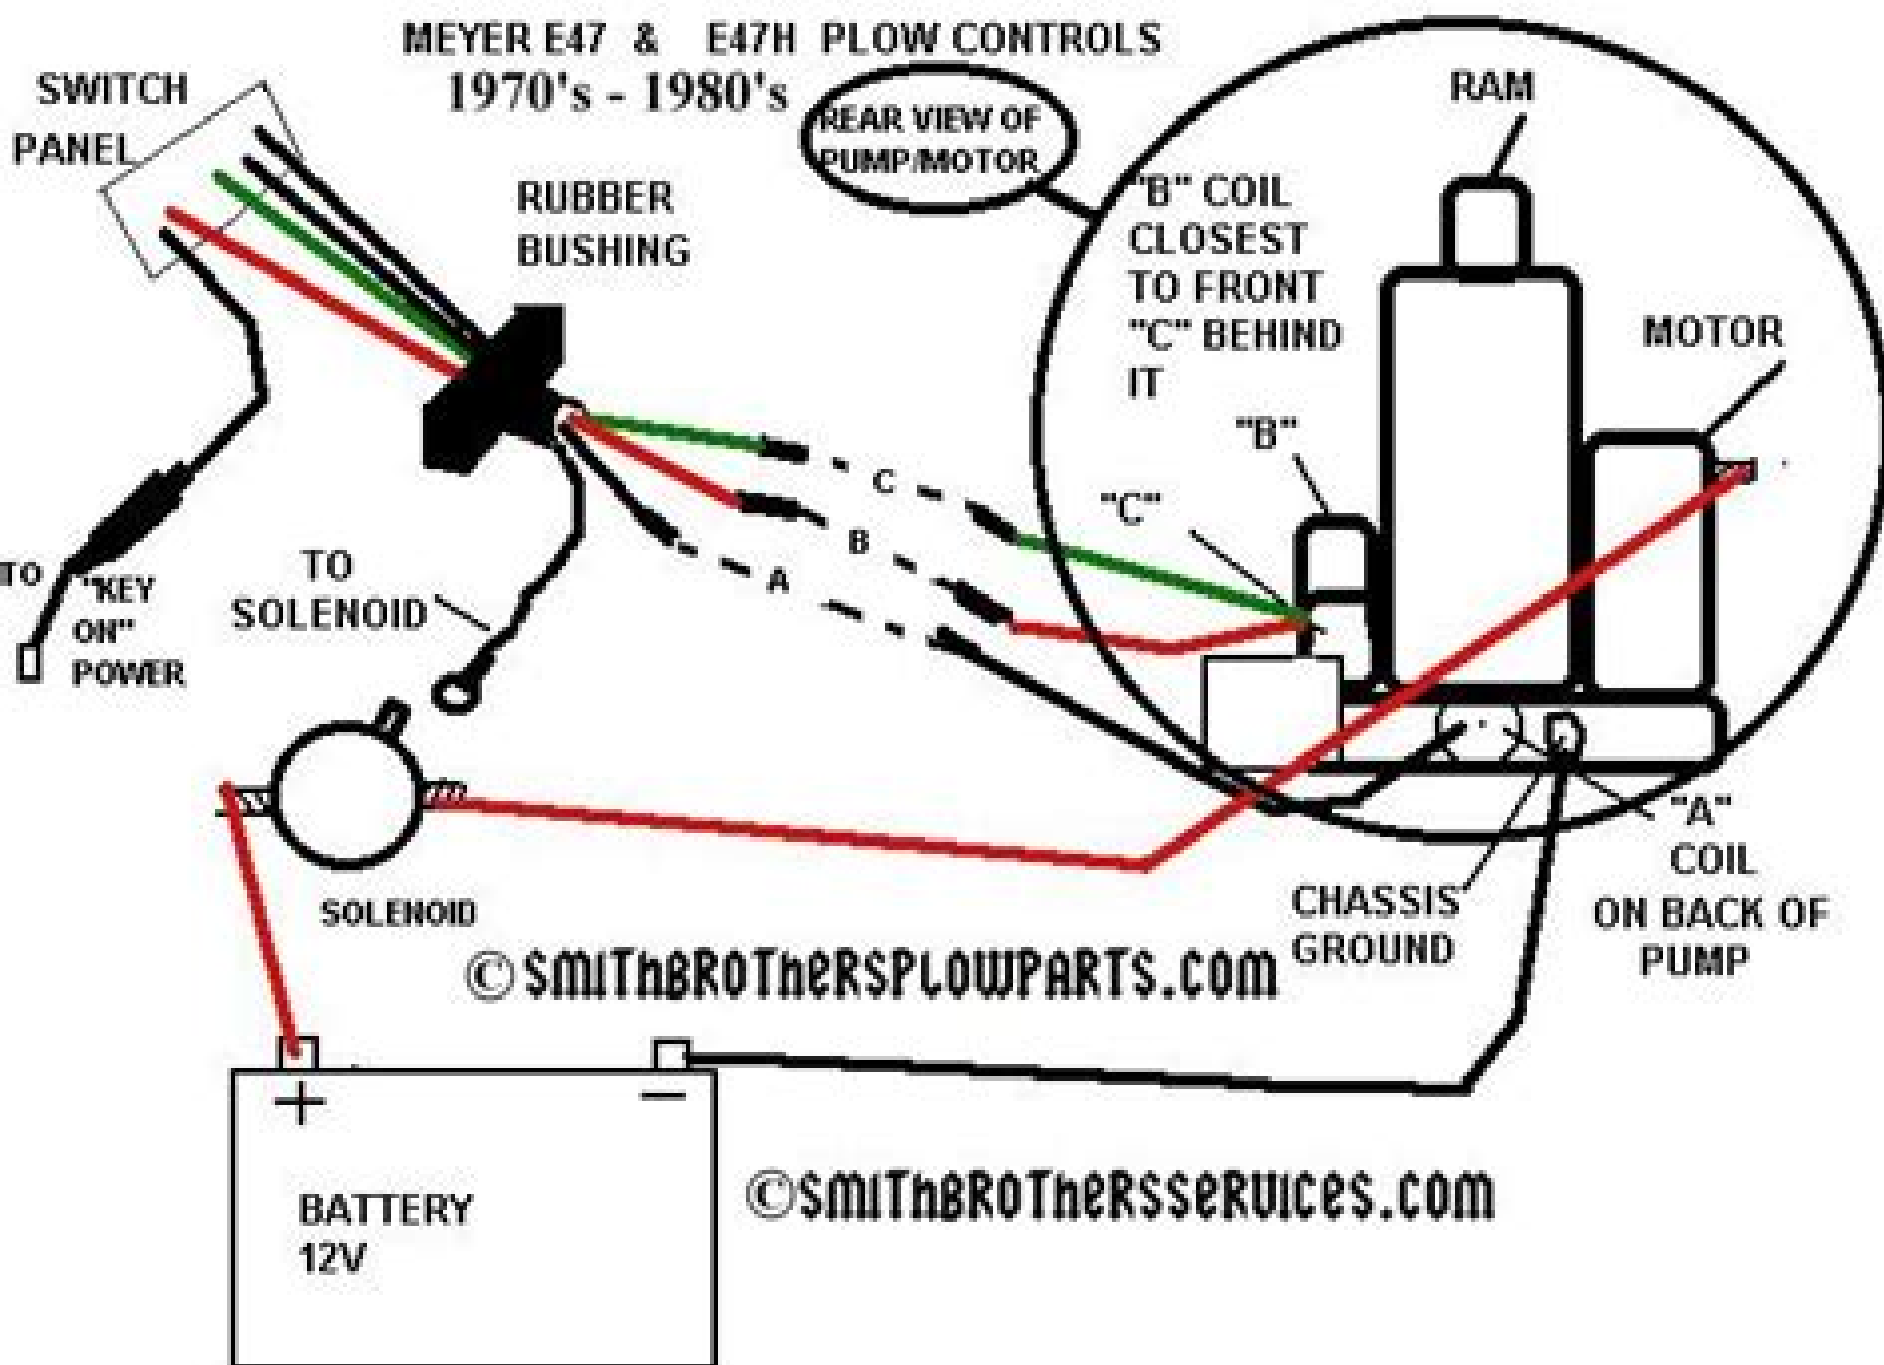 MEYER E47 & E47H PLOW CONTROLS
1970's - 1980's
SWITCH
PANEL
REAR VIEW OF
PUMP/MOTOR
RAM
RUBBER
BUSHING
"B" COIL
CLOSEST
TO FRONT
"C" BEHIND
IT
MOTOR
"B"
"C"
C
B
A
TO
SOLENOID
TO "KEY
ON"
POWER
SOLENOID
"A"
COIL
ON BACK OF
PUMP
CHASSIS
GROUND
©SMITHBROTHERSPLOWPARTS.COM
+
−
BATTERY
12V
©SMITHBROTHERSSERVICES.COM